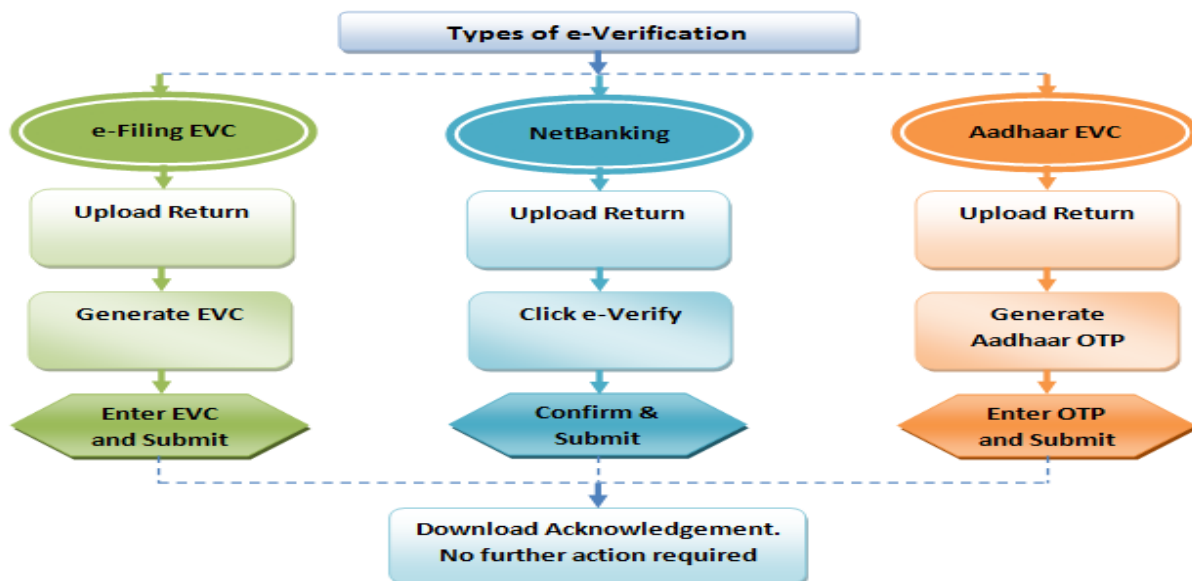 Types of e-Verification
e-Filing EVC
NetBanking
Aadhaar EVC
Upload Return
Upload Return
Upload Return
Generate EVC
Click e-Verify
Generate
Aadhaar OTP
Enter EVC
and Submit
Confirm &
Submit
Enter OTP
and Submit
Download Acknowledgement.
No further action required